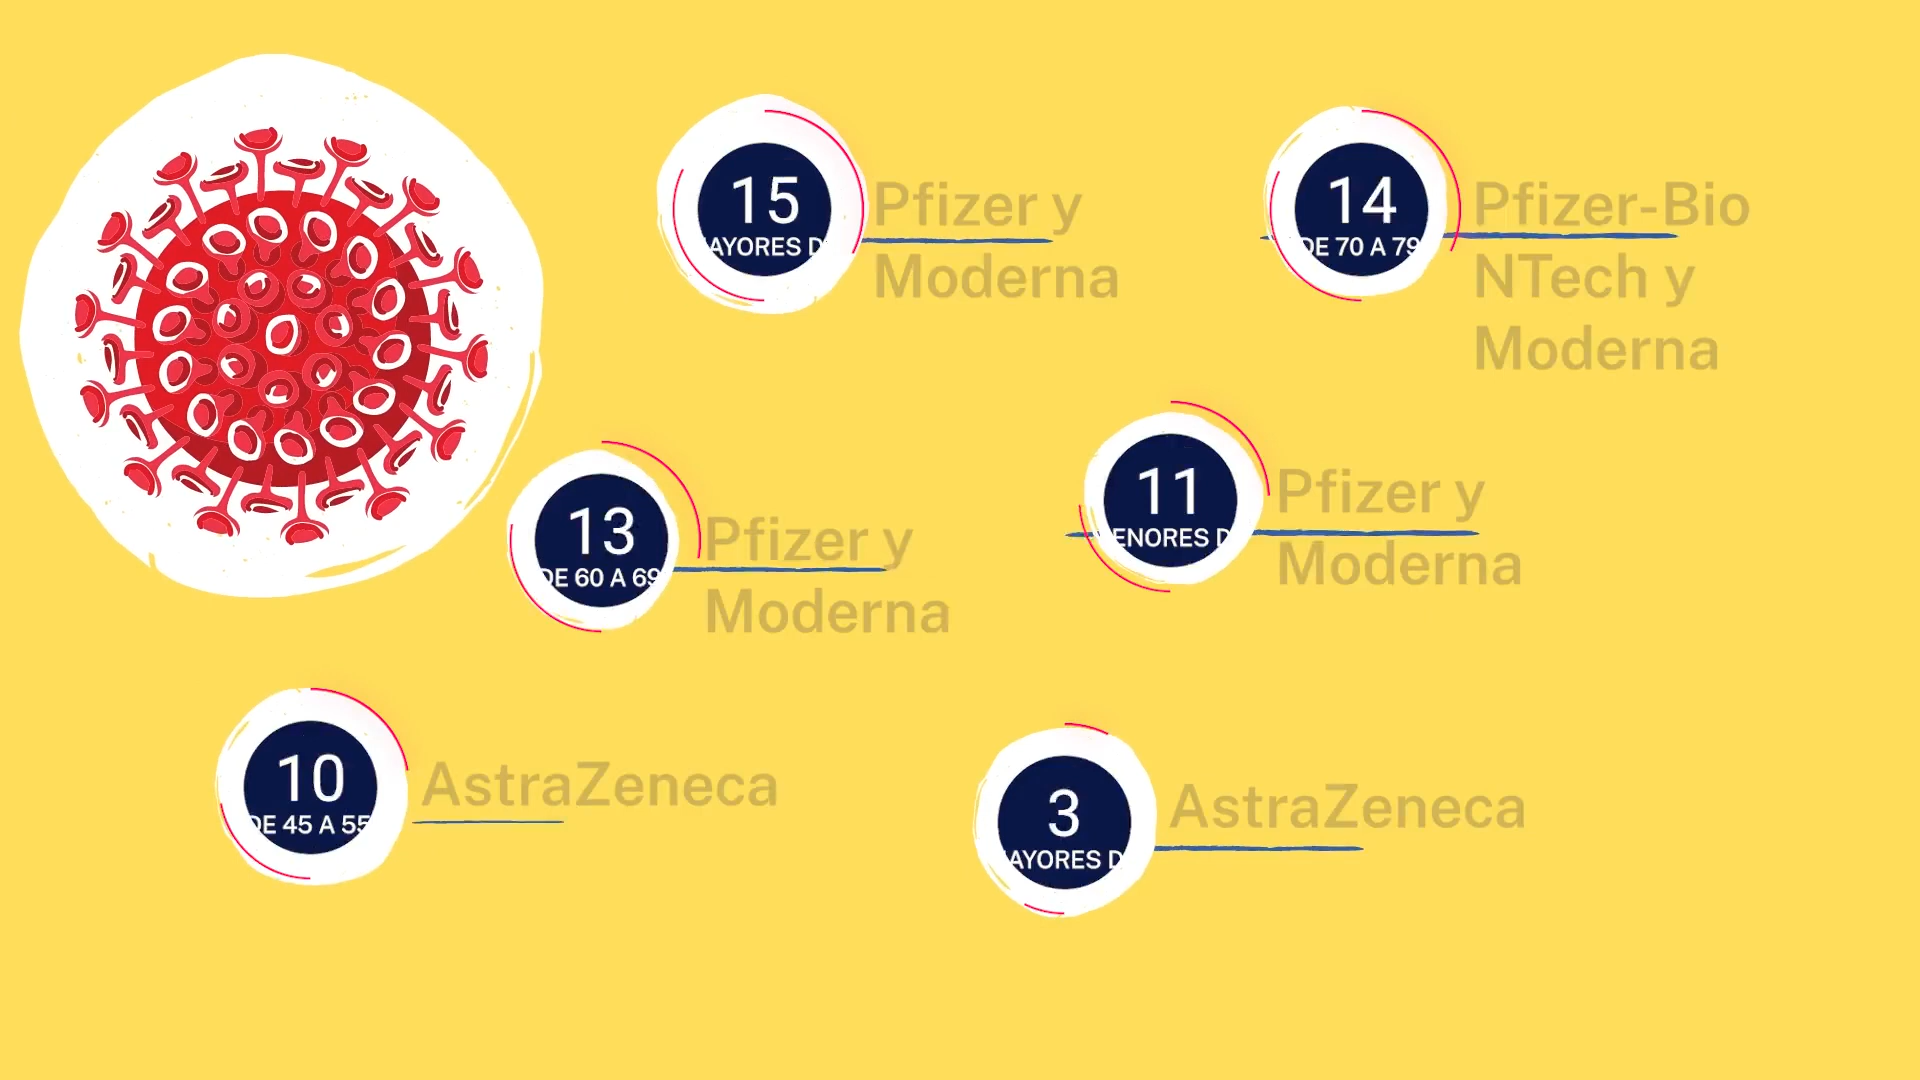 15
AYORES D
Pfizer y
Moderna
14
DE 70 A 79
Pfizer-Bio
NTech y
Moderna
13
DE 60 A 69
Pfizer y
Moderna
11
ENORES D
Pfizer y
Moderna
10
DE 45 A 55
AstraZeneca
3
AYORES D
AstraZeneca